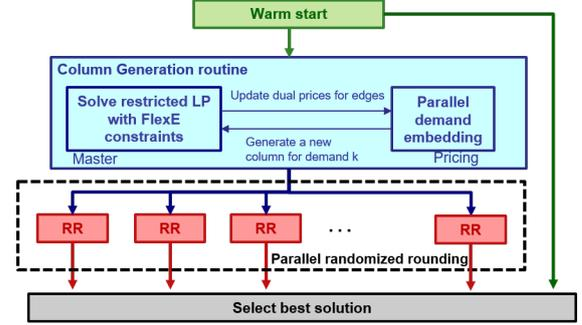 Warm start
Column Generation routine
Solve restricted LP
with FlexE
constraints
Master
Update dual prices for edges
Generate a new
column for demand k
Parallel
demand
embedding
Pricing
RR
RR
RR
...
RR
Parallel randomized rounding
Select best solution